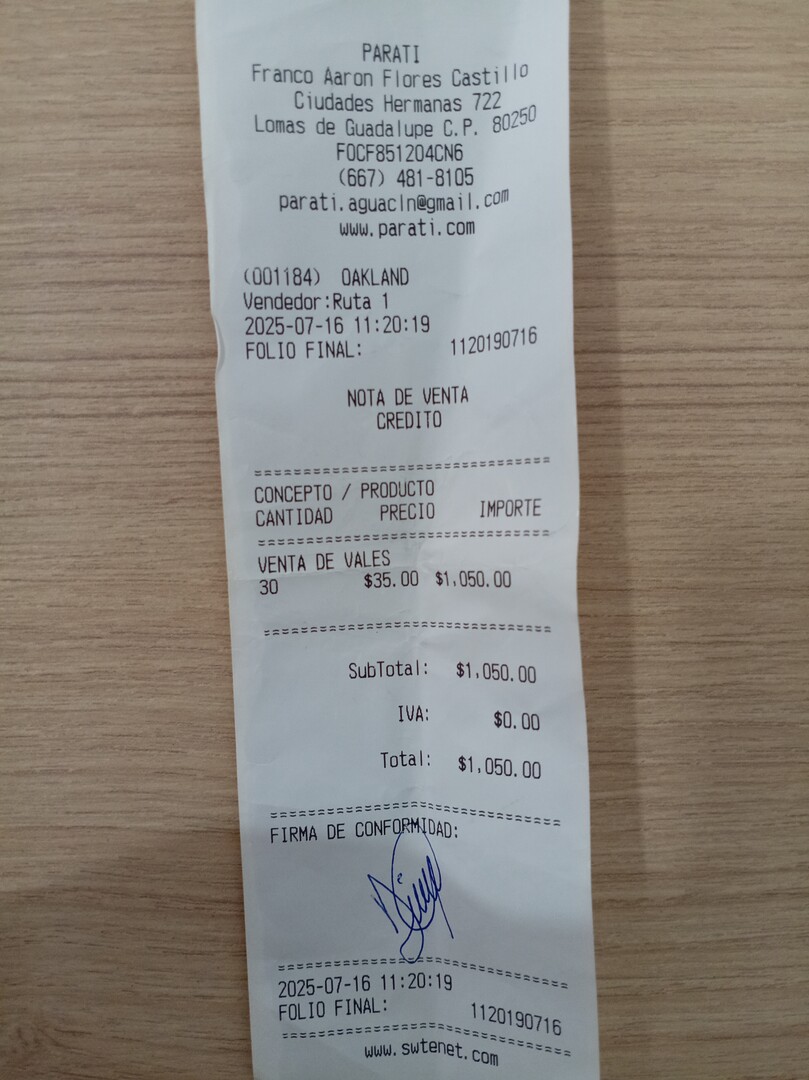 PARATI
Franco Aaron Flores Castillo
Ciudades Hermanas 722
Lomas de Guadalupe C.P. 80250
FOCF851204CN6
(667) 481-8105
parati.aguacln@gmail.com
www.parati.com
(001184) OAKLAND
Vendedor:Ruta 1
2025-07-16 11:20:19
FOLIO FINAL: 1120190716
NOTA DE VENTA
CREDITO
CONCEPTO / PRODUCTO
CANTIDAD PRECIO IMPORTE
VENTA DE VALES
30 $35.00 $1,050.00
SubTotal: $1,050.00
IVA: $0.00
Total: $1,050.00
FIRMA DE CONFORMIDAD:
2025-07-16 11:20:19
FOLIO FINAL: 1120190716
www.swtenet.com